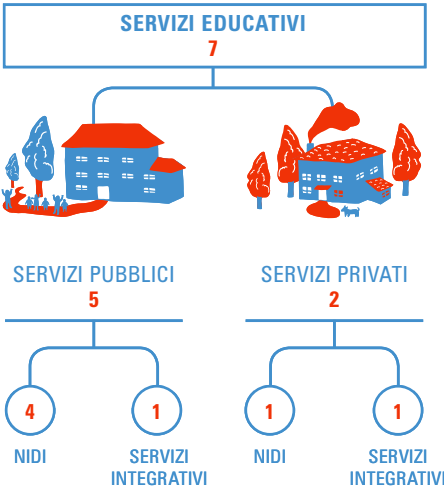 SERVIZI EDUCATIVI
7
SERVIZI PUBBLICI
5
SERVIZI PRIVATI
2
4
1
1
1
NIDI
SERVIZI
INTEGRATIVI
NIDI
SERVIZI
INTEGRATIVI